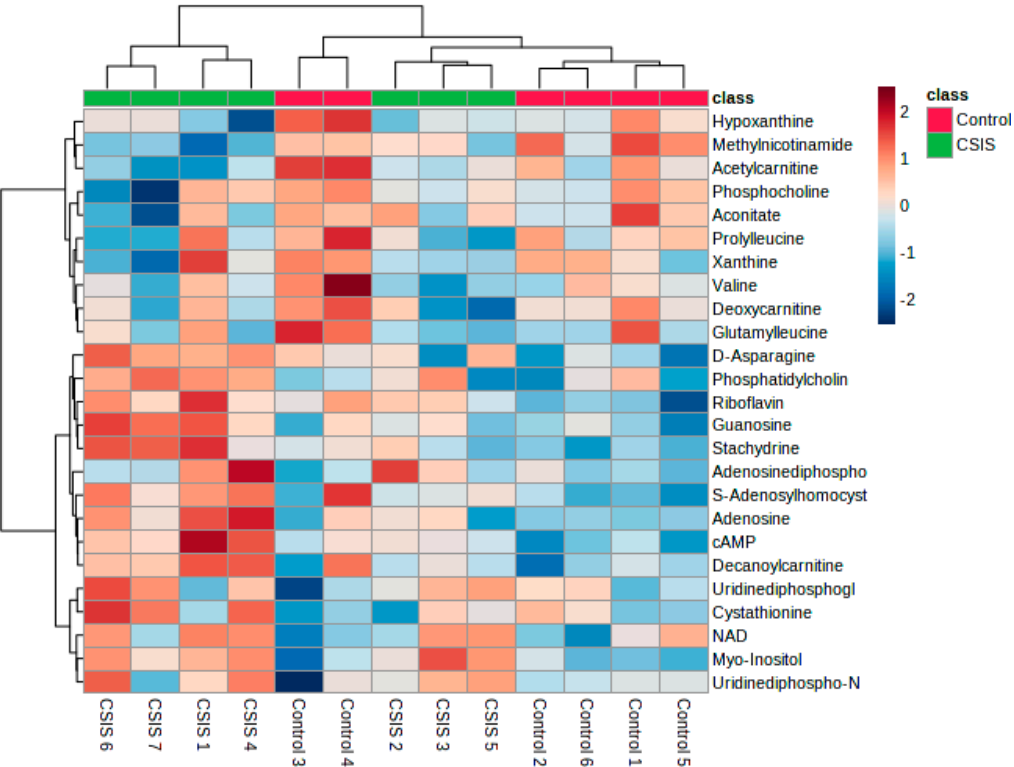 class
Hypoxanthine
Methylnicotinamide
Acetylcarnitine
Phosphocholine
Aconitate
Prolylleucine
Xanthine
Valine
Deoxycarnitine
Glutamylleucine
D-Asparagine
Phosphatidylcholin
Riboflavin
Guanosine
Stachydrine
Adenosinediphospho
S-Adenosylhomocyst
Adenosine
cAMP
Decanoylcarnitine
Uridinediphosphogl
Cystathionine
NAD
Myo-Inositol
Uridinediphospho-N
2
1
0
-1
-2
class
Control
CSIS
CSIS 6
CSIS 7
CSIS 1
CSIS 4
Control 3
Control 4
CSIS 2
CSIS 3
CSIS 5
Control 2
Control 6
Control 1
Control 5